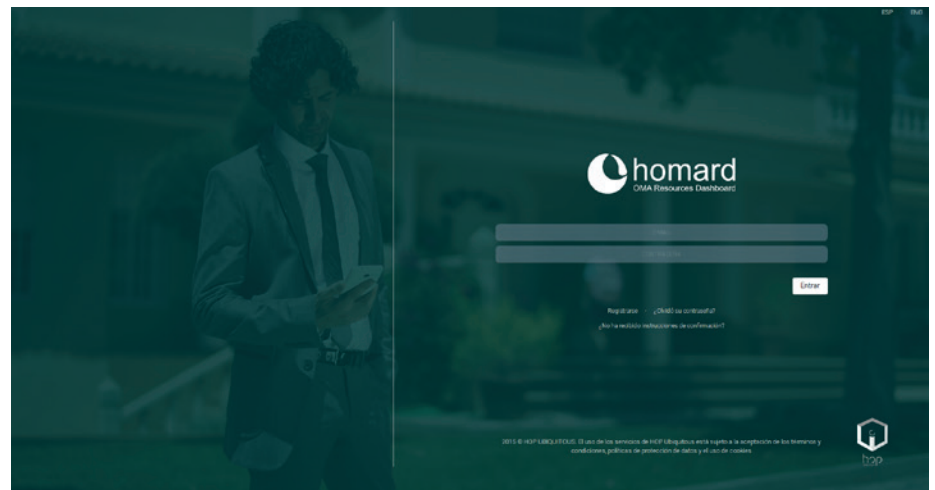 ESP ENG
homard
OMA Resources Dashboard
Entrar
Registrarse - ¿Olvidó su contraseña?
¿No ha recibido instrucciones de confirmación?
HOP UBIQUITOUS. El uso de los servicios de HOP Ubiquitous está sujeto a la aceptación de los términos y
condiciones, políticas de protección de datos y el uso de cookies
hop